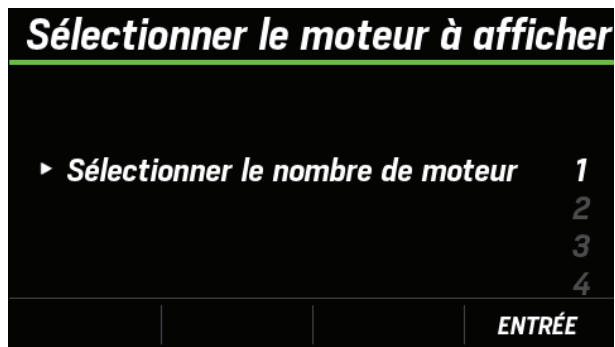 Sélectionner le moteur à afficher
▸ Sélectionner le nombre de moteur 1
2
3
4
ENTRÉE